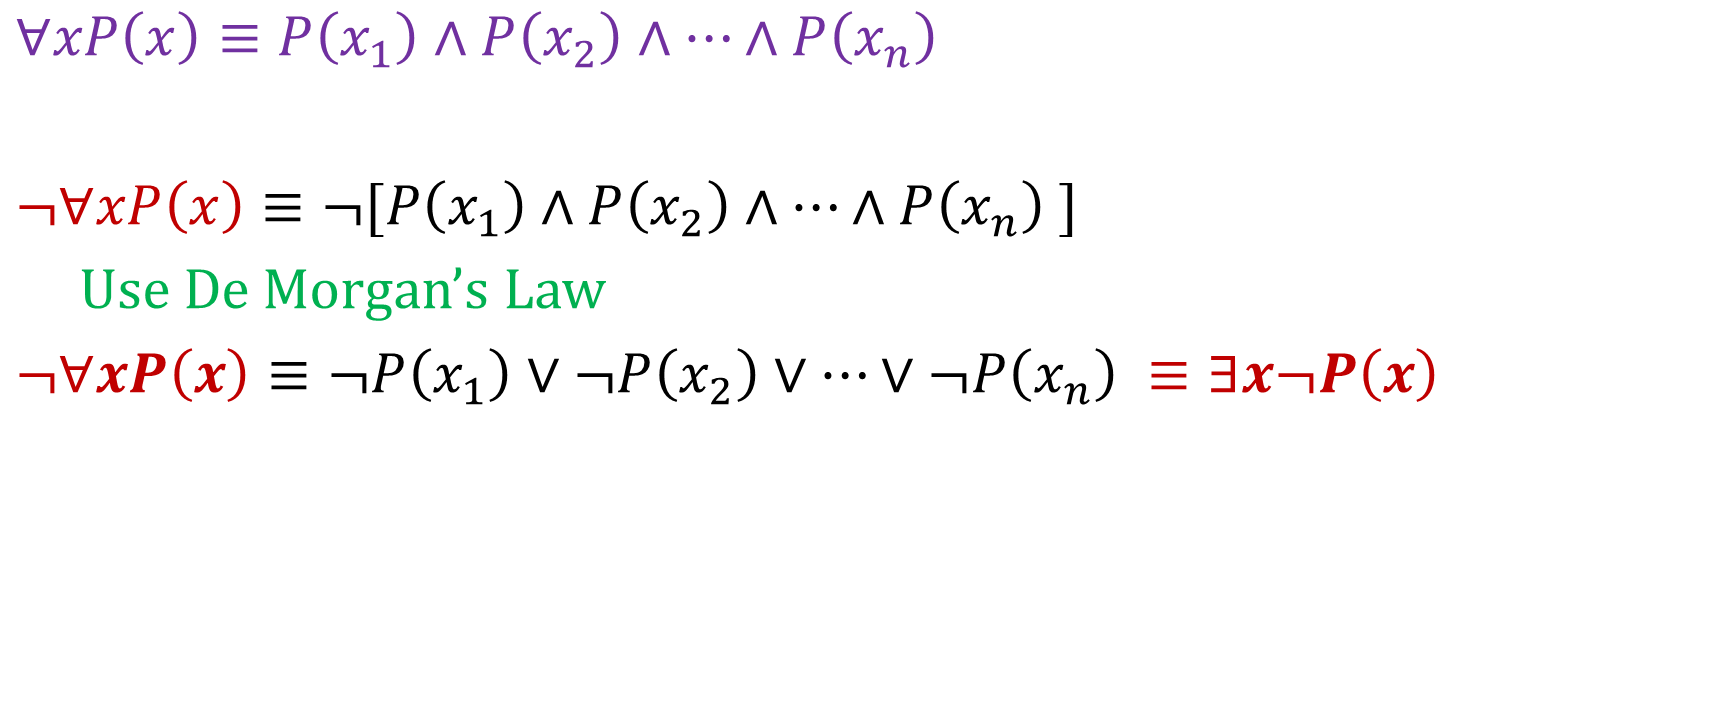 ∀xP(x) ≡ P(x₁) ∧ P(x₂) ∧ ⋯ ∧ P(xₙ)
¬∀xP(x) ≡ ¬[P(x₁) ∧ P(x₂) ∧ ⋯ ∧ P(xₙ) ]
Use De Morgan’s Law
¬∀xP(x) ≡ ¬P(x₁) ∨ ¬P(x₂) ∨ ⋯ ∨ ¬P(xₙ) ≡ ∃x¬P(x)